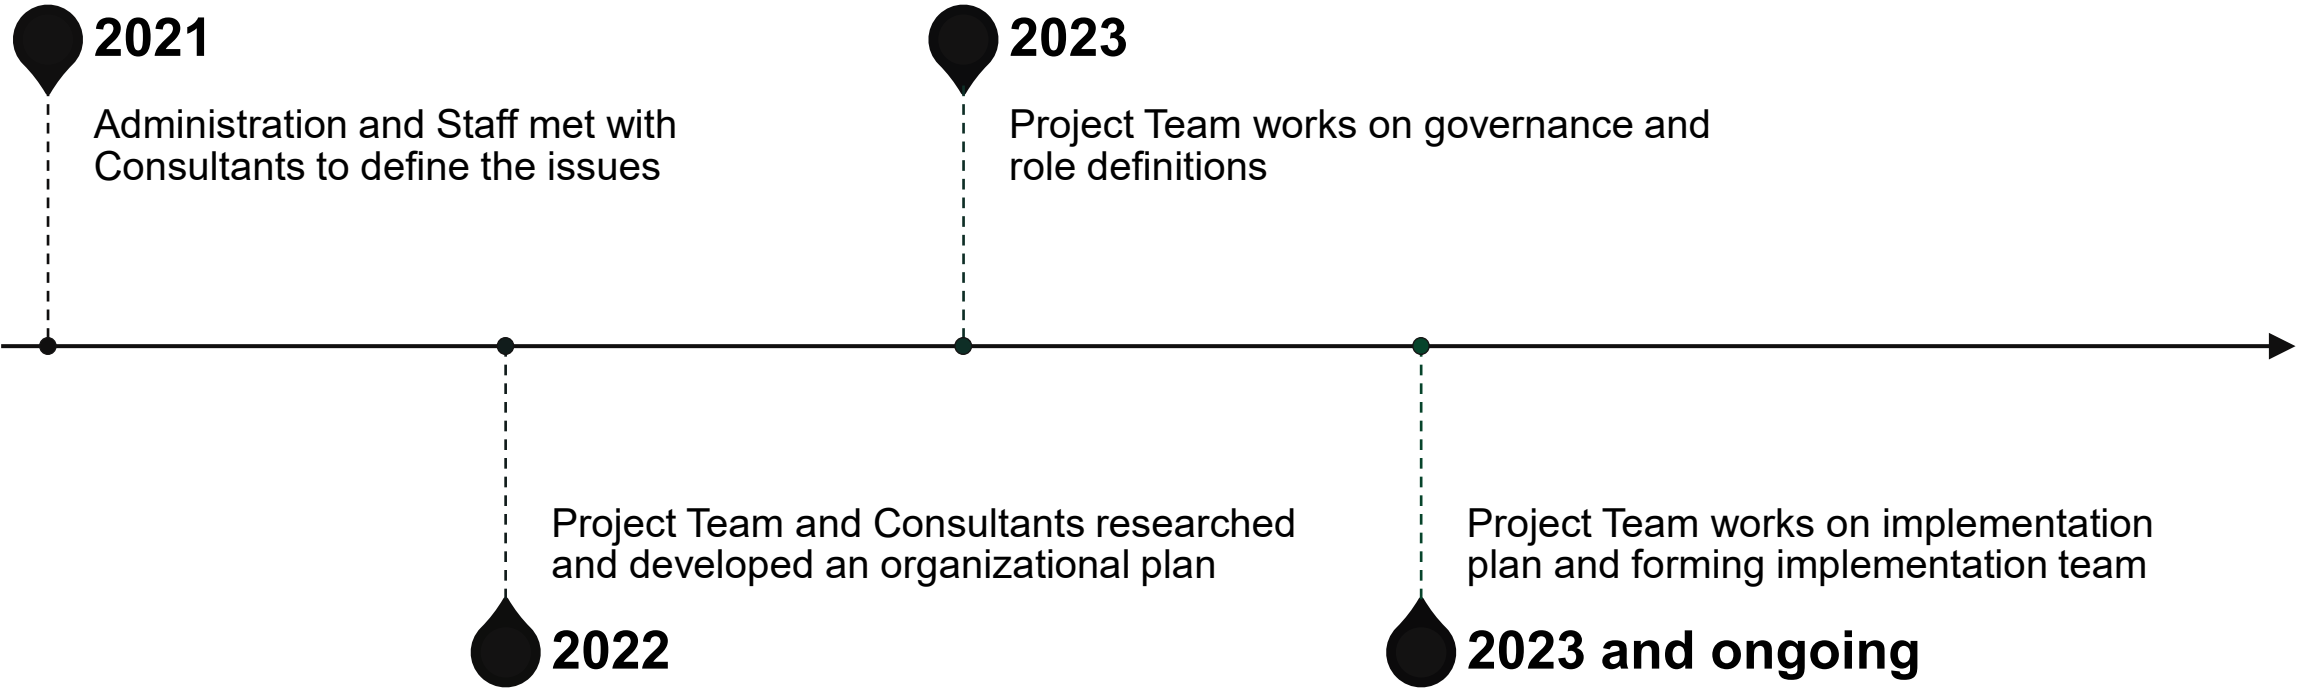 2021
Administration and Staff met with
Consultants to define the issues
2023
Project Team works on governance and
role definitions
Project Team and Consultants researched
and developed an organizational plan
2022
Project Team works on implementation
plan and forming implementation team
2023 and ongoing